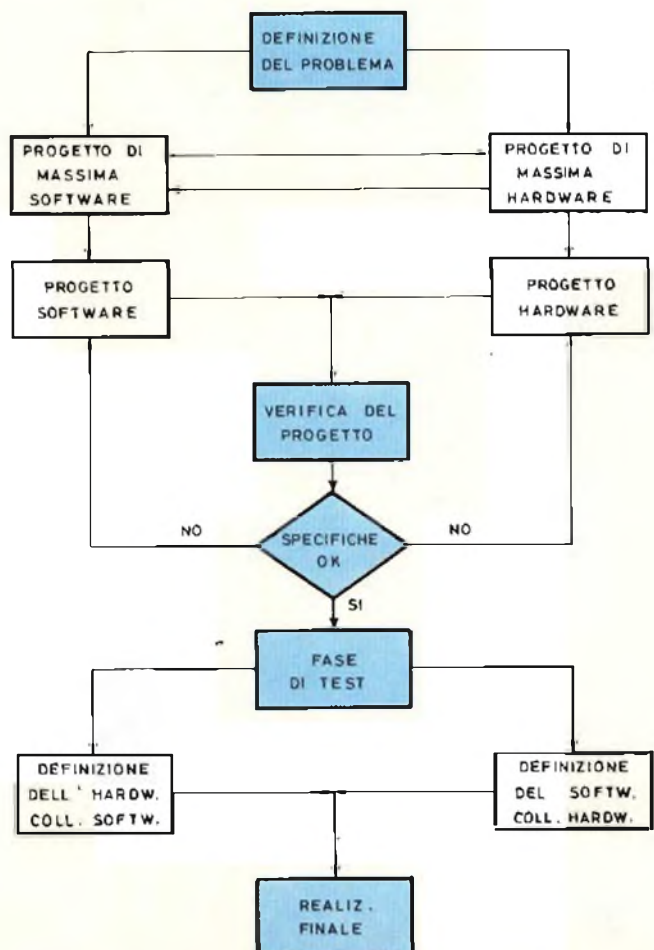 DEFINIZIONE
DEL PROBLEMA
PROGETTO DI
MASSIMA
SOFTWARE
PROGETTO DI
MASSIMA
HARDWARE
PROGETTO
SOFTWARE
PROGETTO
HARDWARE
VERIFICA DEL
PROGETTO
NO
SPECIFICHE
OK
NO
SI
FASE
DI TEST
DEFINIZIONE
DELL' HARDW.
COLL. SOFTW.
DEFINIZIONE
DEL SOFTW.
COLL. HARDW.
REALIZ.
FINALE